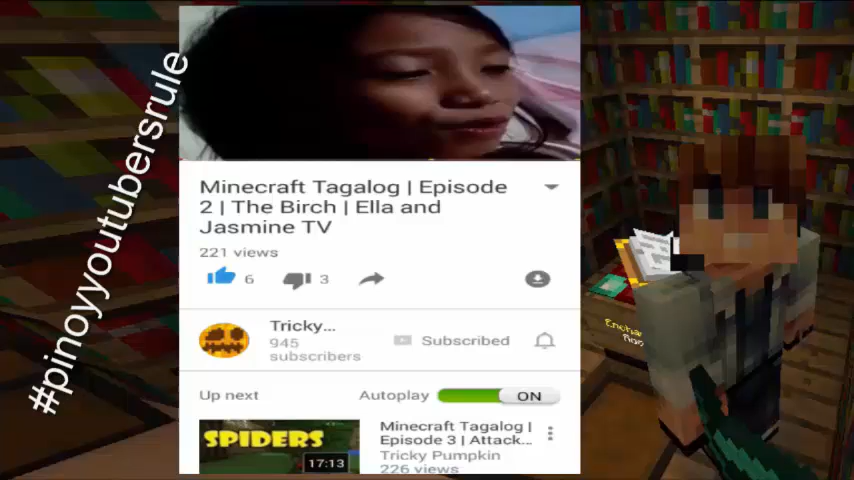 #pinoyyoutubersrule
Minecraft Tagalog | Episode
2 | The Birch | Ella and
Jasmine TV
221 views
6
3
Tricky...
945
subscribers
Subscribed
Up next
Autoplay
ON
SPIDERS
17:13
Minecraft Tagalog |
Episode 3 | Attack...
Tricky Pumpkin
226 views